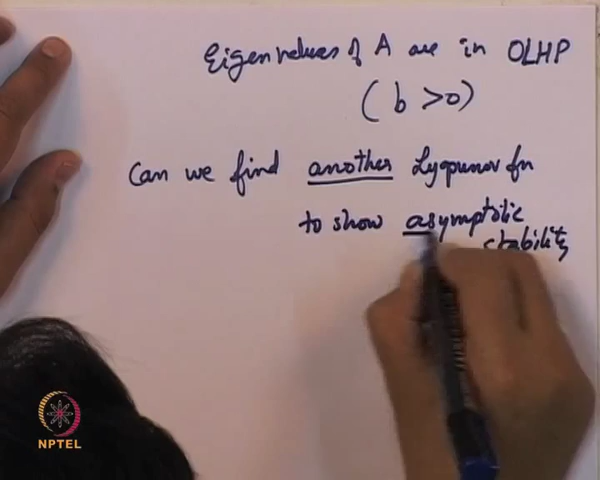 Eigenvalues of A are in OLHP
(b >0)
Can we find another Lyapunov fn
to show asymptotic
stability
NPTEL